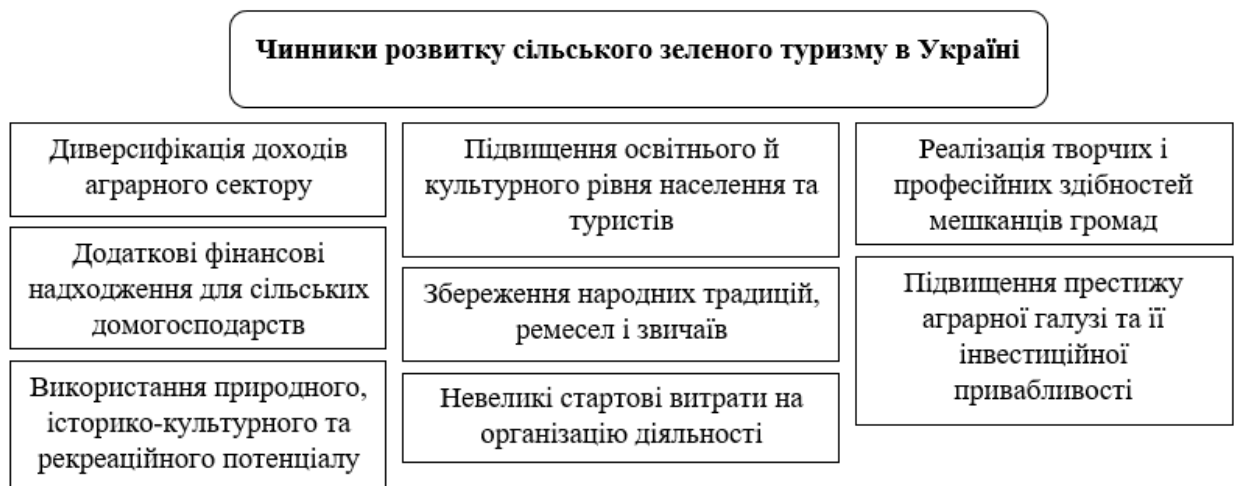 Чинники розвитку сільського зеленого туризму в Україні
Диверсифікація доходів
аграрного сектору
Додаткові фінансові
надходження для сільських
домогосподарств
Використання природного,
історико-культурного та
рекреаційного потенціалу
Підвищення освітнього й
культурного рівня населення та
туристів
Збереження народних традицій,
ремесел і звичаїв
Невеликі стартові витрати на
організацію діяльності
Реалізація творчих і
професійних здібностей
мешканців громад
Підвищення престижу
аграрної галузі та її
інвестиційної
привабливості